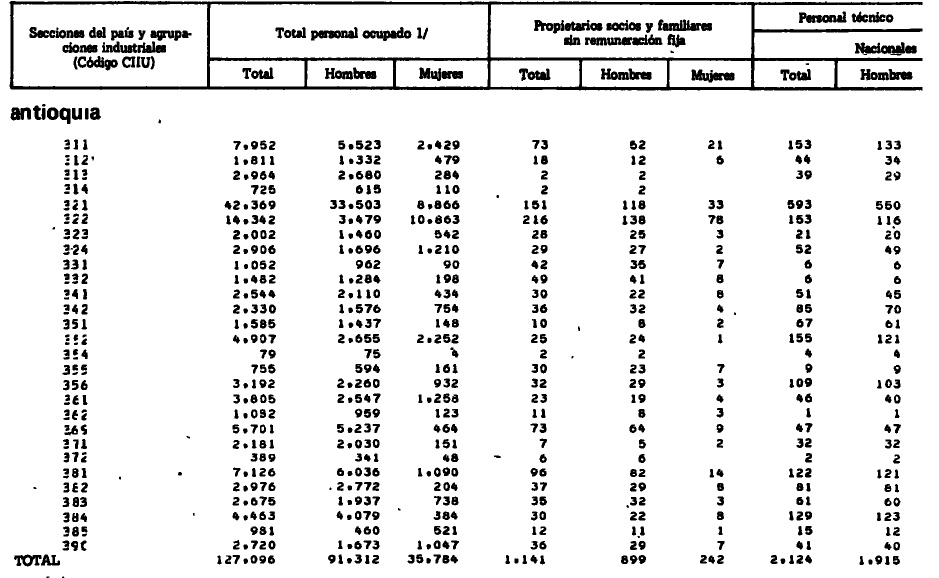 Secciones del país y agrupa-
ciones industriales
(Código CIIU)
Total personal ocupado 1/
Propietarios socios y familiares
sin remuneración fija
Personal técnico
Nacionales
Total Hombres Mujeres Total Hombres Mujeres Total Hombres
antioquia
311 7.952 5.523 2.429 73 52 21 153 133
312 1.811 1.332 479 18 12 6 44 34
313 2.964 2.680 284 2 2 39 29
314 725 615 110 2 2
321 42.369 33.503 8.866 151 118 33 593 550
322 14.342 3.479 10.863 216 138 78 153 116
323 2.002 1.460 542 28 25 3 21 20
324 2.906 1.696 1.210 29 27 2 52 49
331 1.052 962 90 42 35 7 6 6
332 1.482 1.284 198 49 41 8 6 6
341 2.544 2.110 434 30 22 8 51 45
342 2.330 1.576 754 36 32 4 85 70
351 1.585 1.437 148 10 8 2 67 61
352 4.907 2.655 2.252 25 24 1 155 121
354 79 75 4 2 2 4 4
355 755 594 161 30 23 7 9 9
356 3.192 2.260 932 32 29 3 109 103
361 3.805 2.547 1.258 23 19 4 46 40
362 1.082 959 123 11 8 3 1 1
369 5.701 5.237 464 73 64 9 47 47
371 2.181 2.030 151 7 5 2 32 32
372 389 341 48 6 6 2 2
381 7.126 6.036 1.090 96 82 14 122 121
382 2.976 2.772 204 37 29 8 81 81
383 2.675 1.937 738 35 32 3 61 60
384 4.463 4.079 384 30 22 8 129 123
385 981 460 521 12 11 1 15 12
390 2.720 1.673 1.047 36 29 7 41 40
TOTAL 127.096 91.312 35.784 1.141 899 242 2.124 1.915